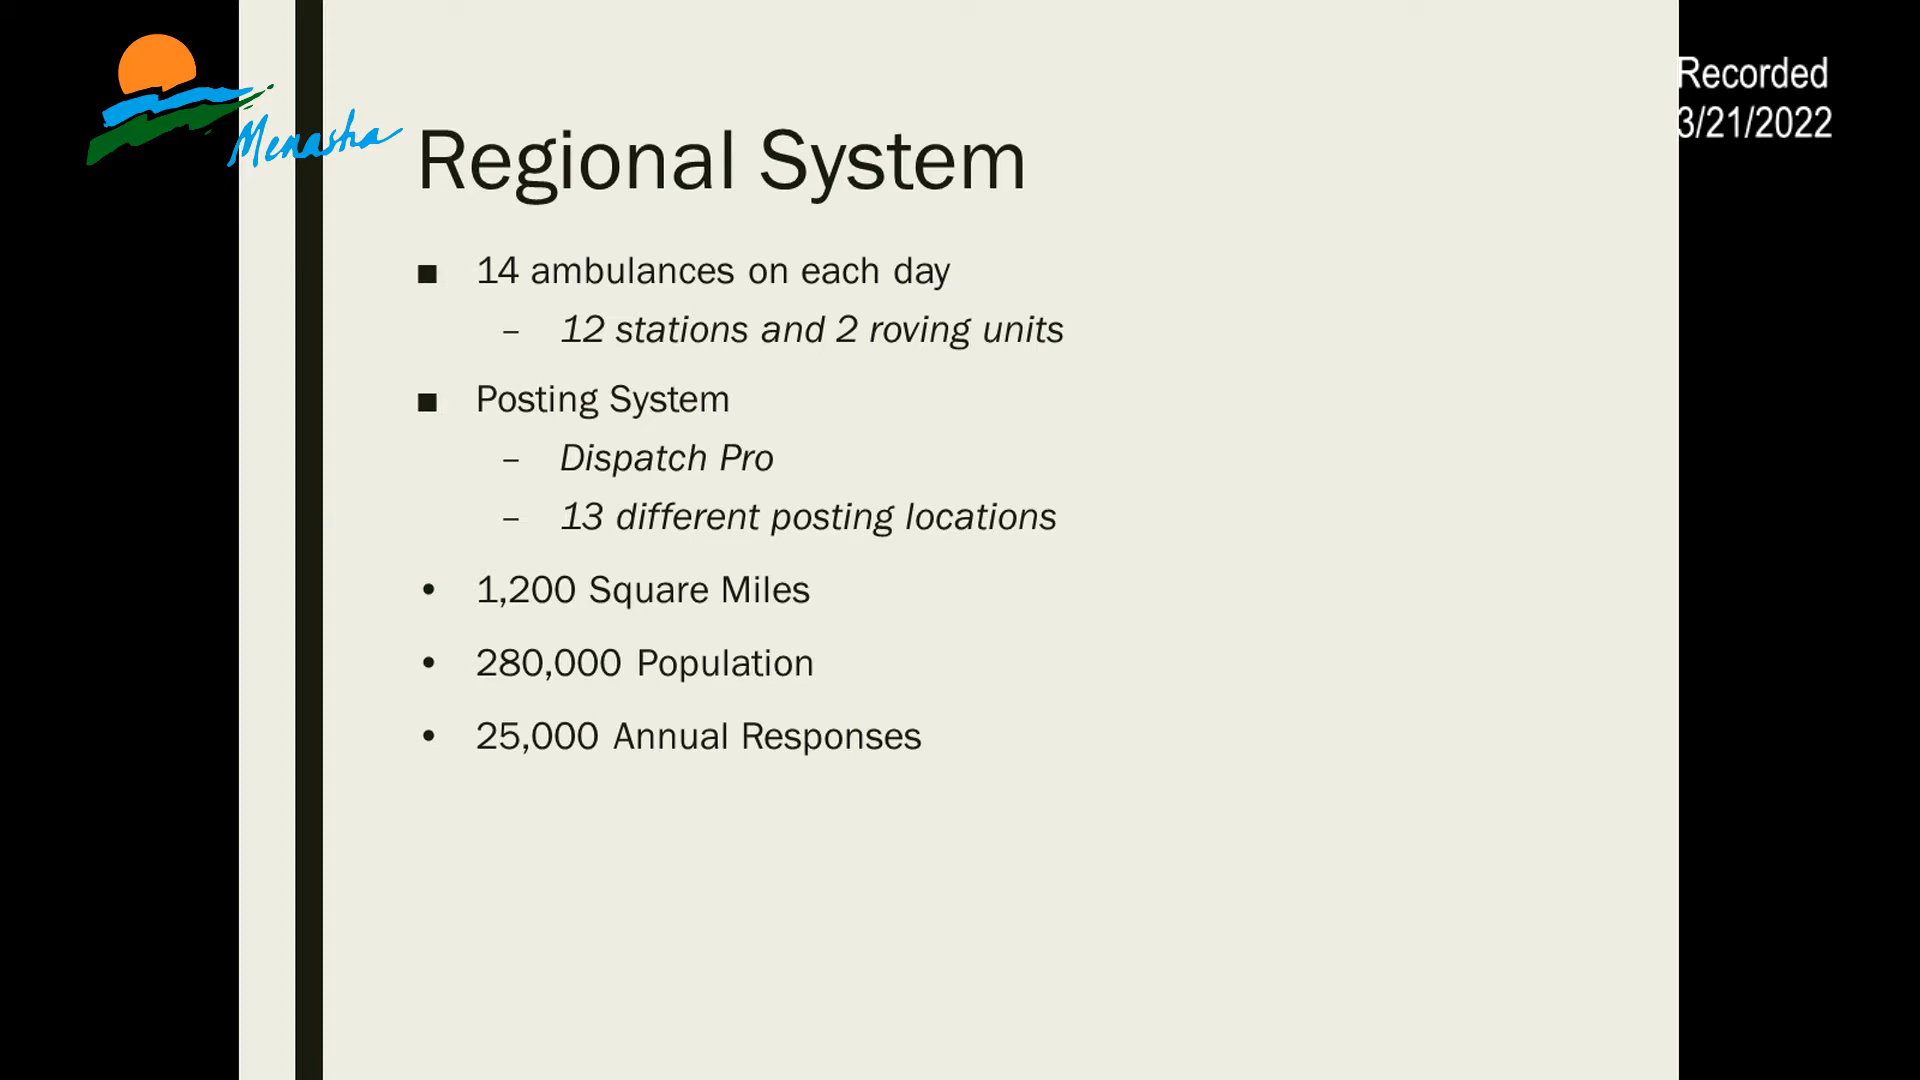 Menasha
Recorded
3/21/2022
Regional System
■ 14 ambulances on each day
– 12 stations and 2 roving units
■ Posting System
– Dispatch Pro
– 13 different posting locations
• 1,200 Square Miles
• 280,000 Population
• 25,000 Annual Responses